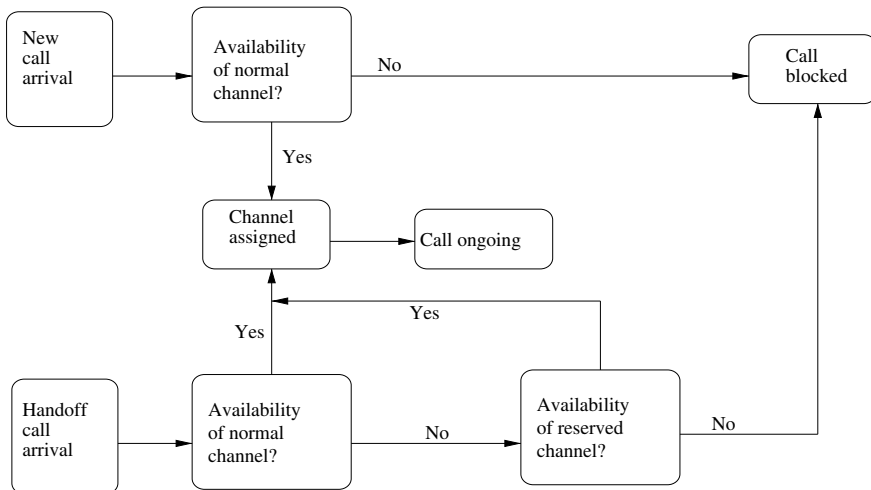 New
call
arrival
Availability
of normal
channel?
No
Call
blocked
Yes
Channel
assigned
Call ongoing
Yes
Yes
Handoff
call
arrival
Availability
of normal
channel?
No
Availability
of reserved
channel?
No